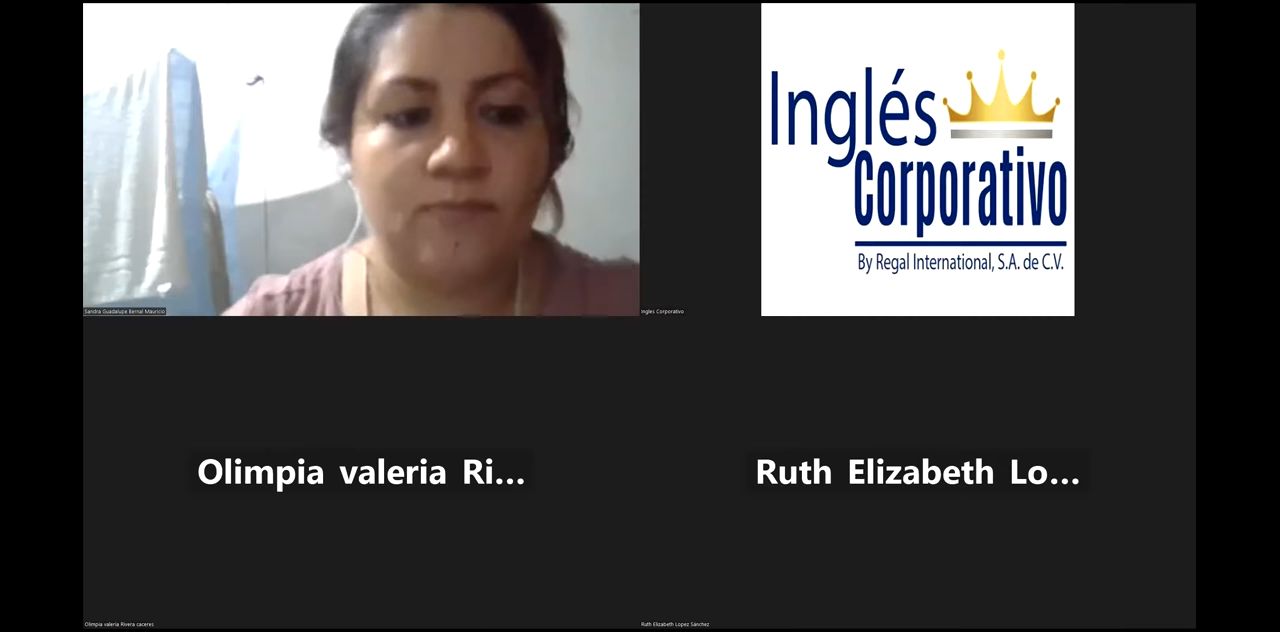 Inglés
Corporativo
By Regal International, S.A. de C.V.
Sandra Guadalupe Bernal Mauricio
Ingles Corporativo
Olimpia valeria Ri...
Ruth Elizabeth Lo...
Olimpia valeria Rivera caceres
Ruth Elizabeth Lopez Sánchez